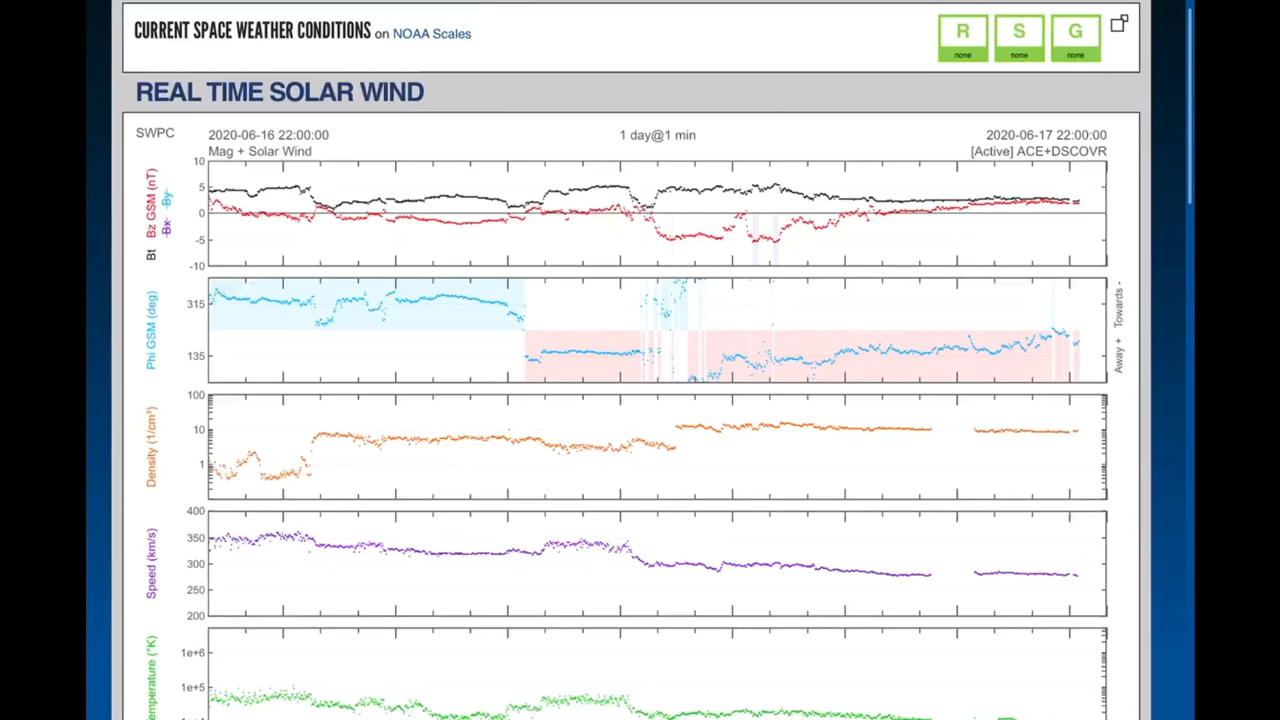 CURRENT SPACE WEATHER CONDITIONS on NOAA Scales
R S G
none none none
REAL TIME SOLAR WIND
SWPC 2020-06-16 22:00:00 1 day@1 min 2020-06-17 22:00:00
Mag + Solar Wind [Active] ACE+DSCOVR
Bt Bz GSM (nT)
-Bx- -By-
10
5
0
-5
-10
Phi GSM (deg)
315
135
Away + Towards -
Density (1/cm³)
100
10
1
Speed (km/s)
400
350
300
250
200
emperature (°K)
1e+6
1e+5